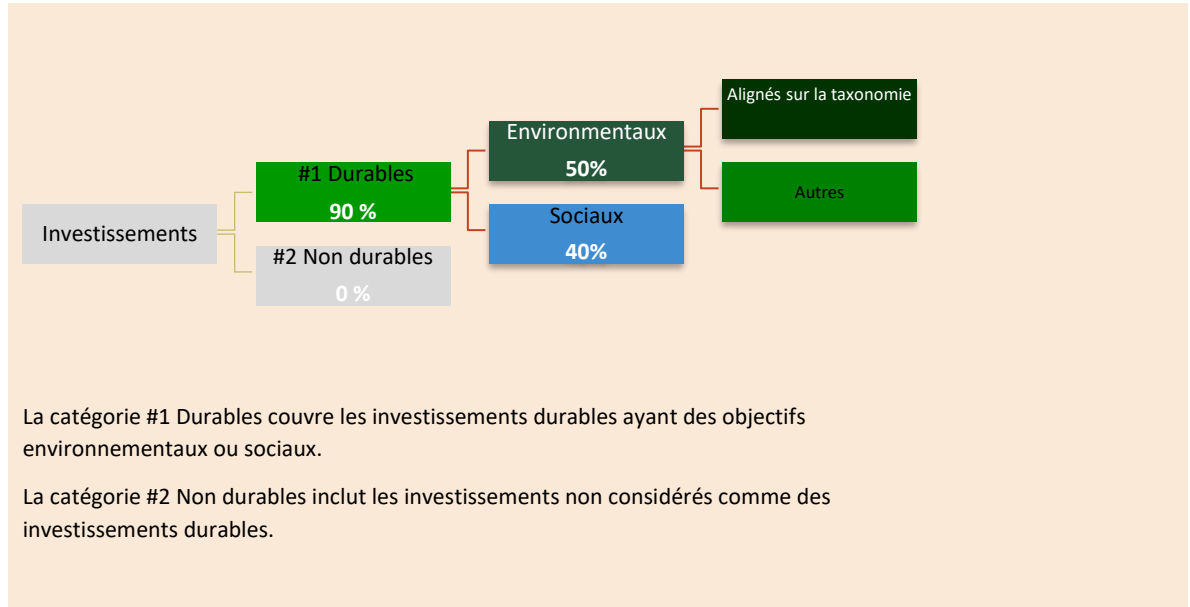 Investissements
#1 Durables
90 %
#2 Non durables
0 %
Environmentaux
50%
Sociaux
40%
Alignés sur la taxonomie
Autres
La catégorie #1 Durables couvre les investissements durables ayant des objectifs
environnementaux ou sociaux.
La catégorie #2 Non durables inclut les investissements non considérés comme des
investissements durables.